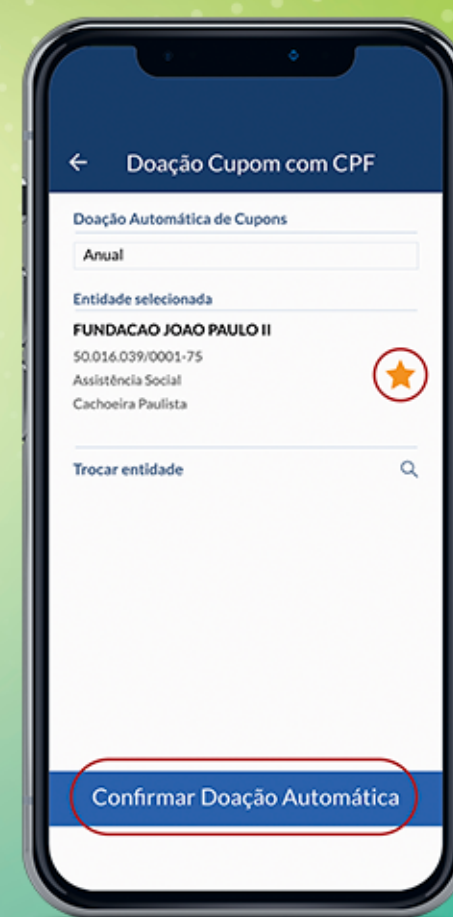 Doação Cupom com CPF
Doação Automática de Cupons
Anual
Entidade selecionada
FUNDACAO JOAO PAULO II
50.016.039/0001-75
Assistência Social
Cachoeira Paulista
Trocar entidade
Confirmar Doação Automática